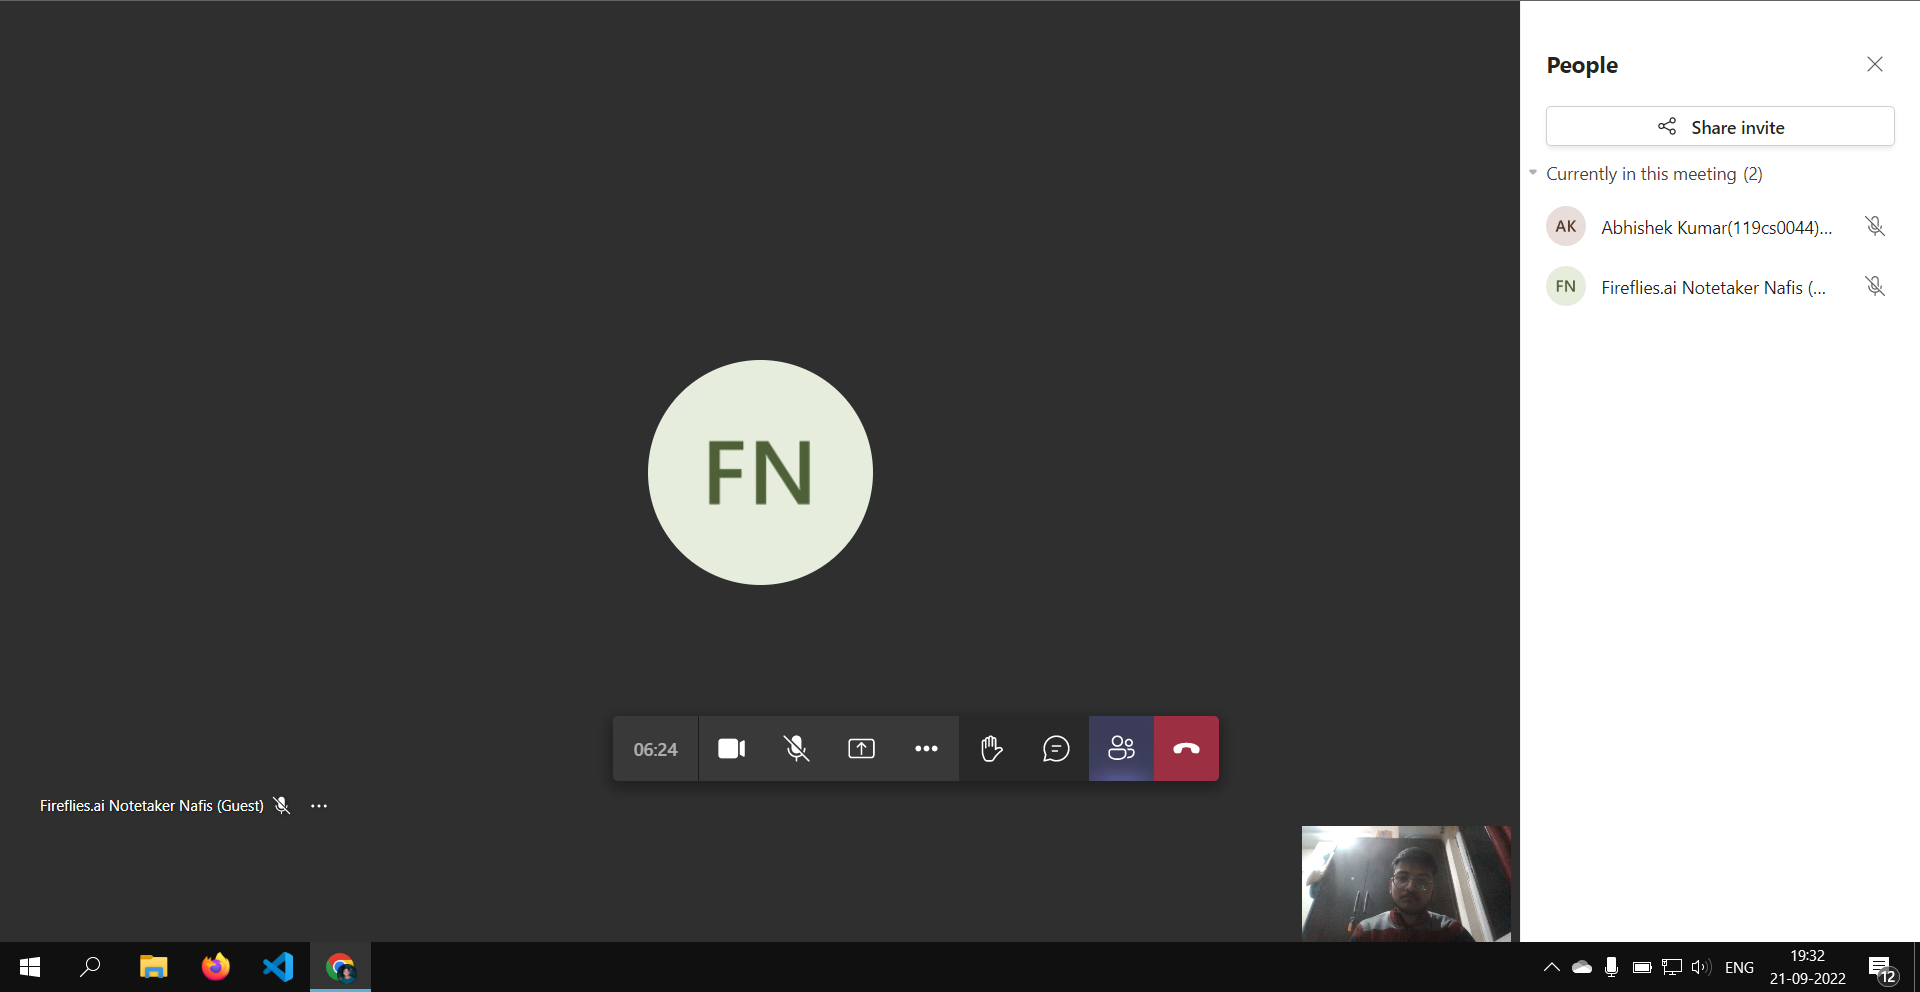 People
Share invite
Currently in this meeting (2)
AK
Abhishek Kumar(119cs0044)...
FN
Fireflies.ai Notetaker Nafis (...
FN
06:24
Fireflies.ai Notetaker Nafis (Guest)
ENG
19:32
21-09-2022
12